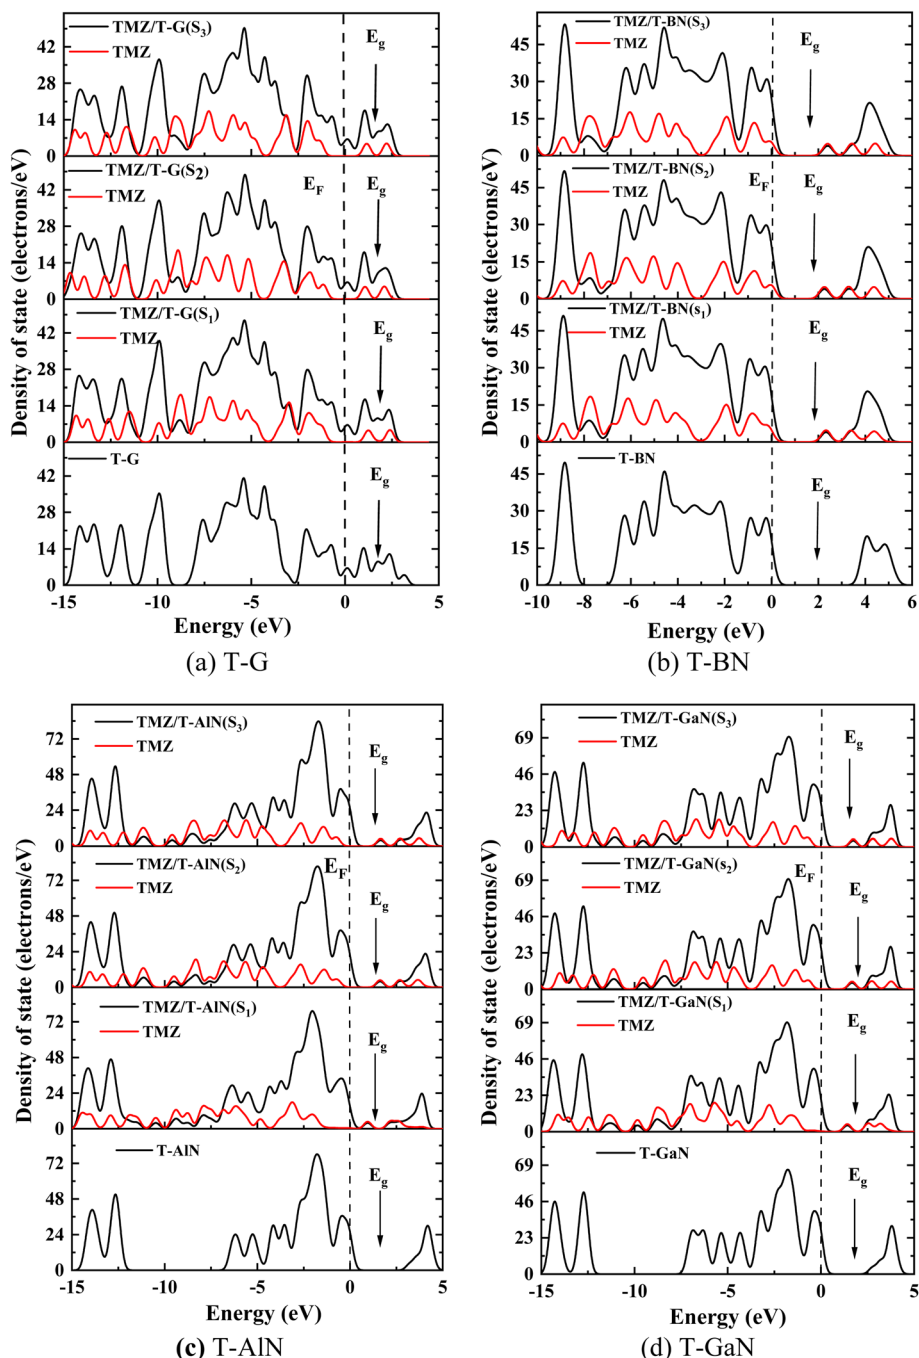 Density of state (electrons/eV)
TMZ/T-G(S3)
TMZ
Eg
52
42
28
14
0
TMZ/T-G(S2)
TMZ
EF
Eg
42
28
14
0
TMZ/T-G(S1)
TMZ
Eg
42
28
14
0
T-G
Eg
42
28
14
0
-15
-10
-5
0
5
Energy (eV)
(a) T-G
Density of state (electrons/eV)
TMZ/T-BN(S3)
TMZ
Eg
45
30
15
0
TMZ/T-BN(S2)
TMZ
EF
Eg
45
30
15
0
TMZ/T-BN(s1)
TMZ
Eg
45
30
15
0
T-BN
Eg
45
30
15
0
-10
-8
-6
-4
-2
0
2
4
6
Energy (eV)
(b) T-BN
Density of state (electrons/eV)
TMZ/T-AlN(S3)
TMZ
Eg
72
48
24
0
TMZ/T-AlN(S2)
TMZ
EF
Eg
72
48
24
0
TMZ/T-AlN(S1)
TMZ
Eg
72
48
24
0
T-AlN
Eg
72
48
24
0
-15
-10
-5
0
5
Energy (eV)
(c) T-AlN
Density of state (electrons/eV)
TMZ/T-GaN(S3)
TMZ
Eg
69
46
23
0
TMZ/T-GaN(s2)
TMZ
EF
Eg
69
46
23
0
TMZ/T-GaN(S1)
TMZ
Eg
69
46
23
0
T-GaN
Eg
69
46
23
0
-15
-10
-5
0
5
Energy (eV)
(d) T-GaN